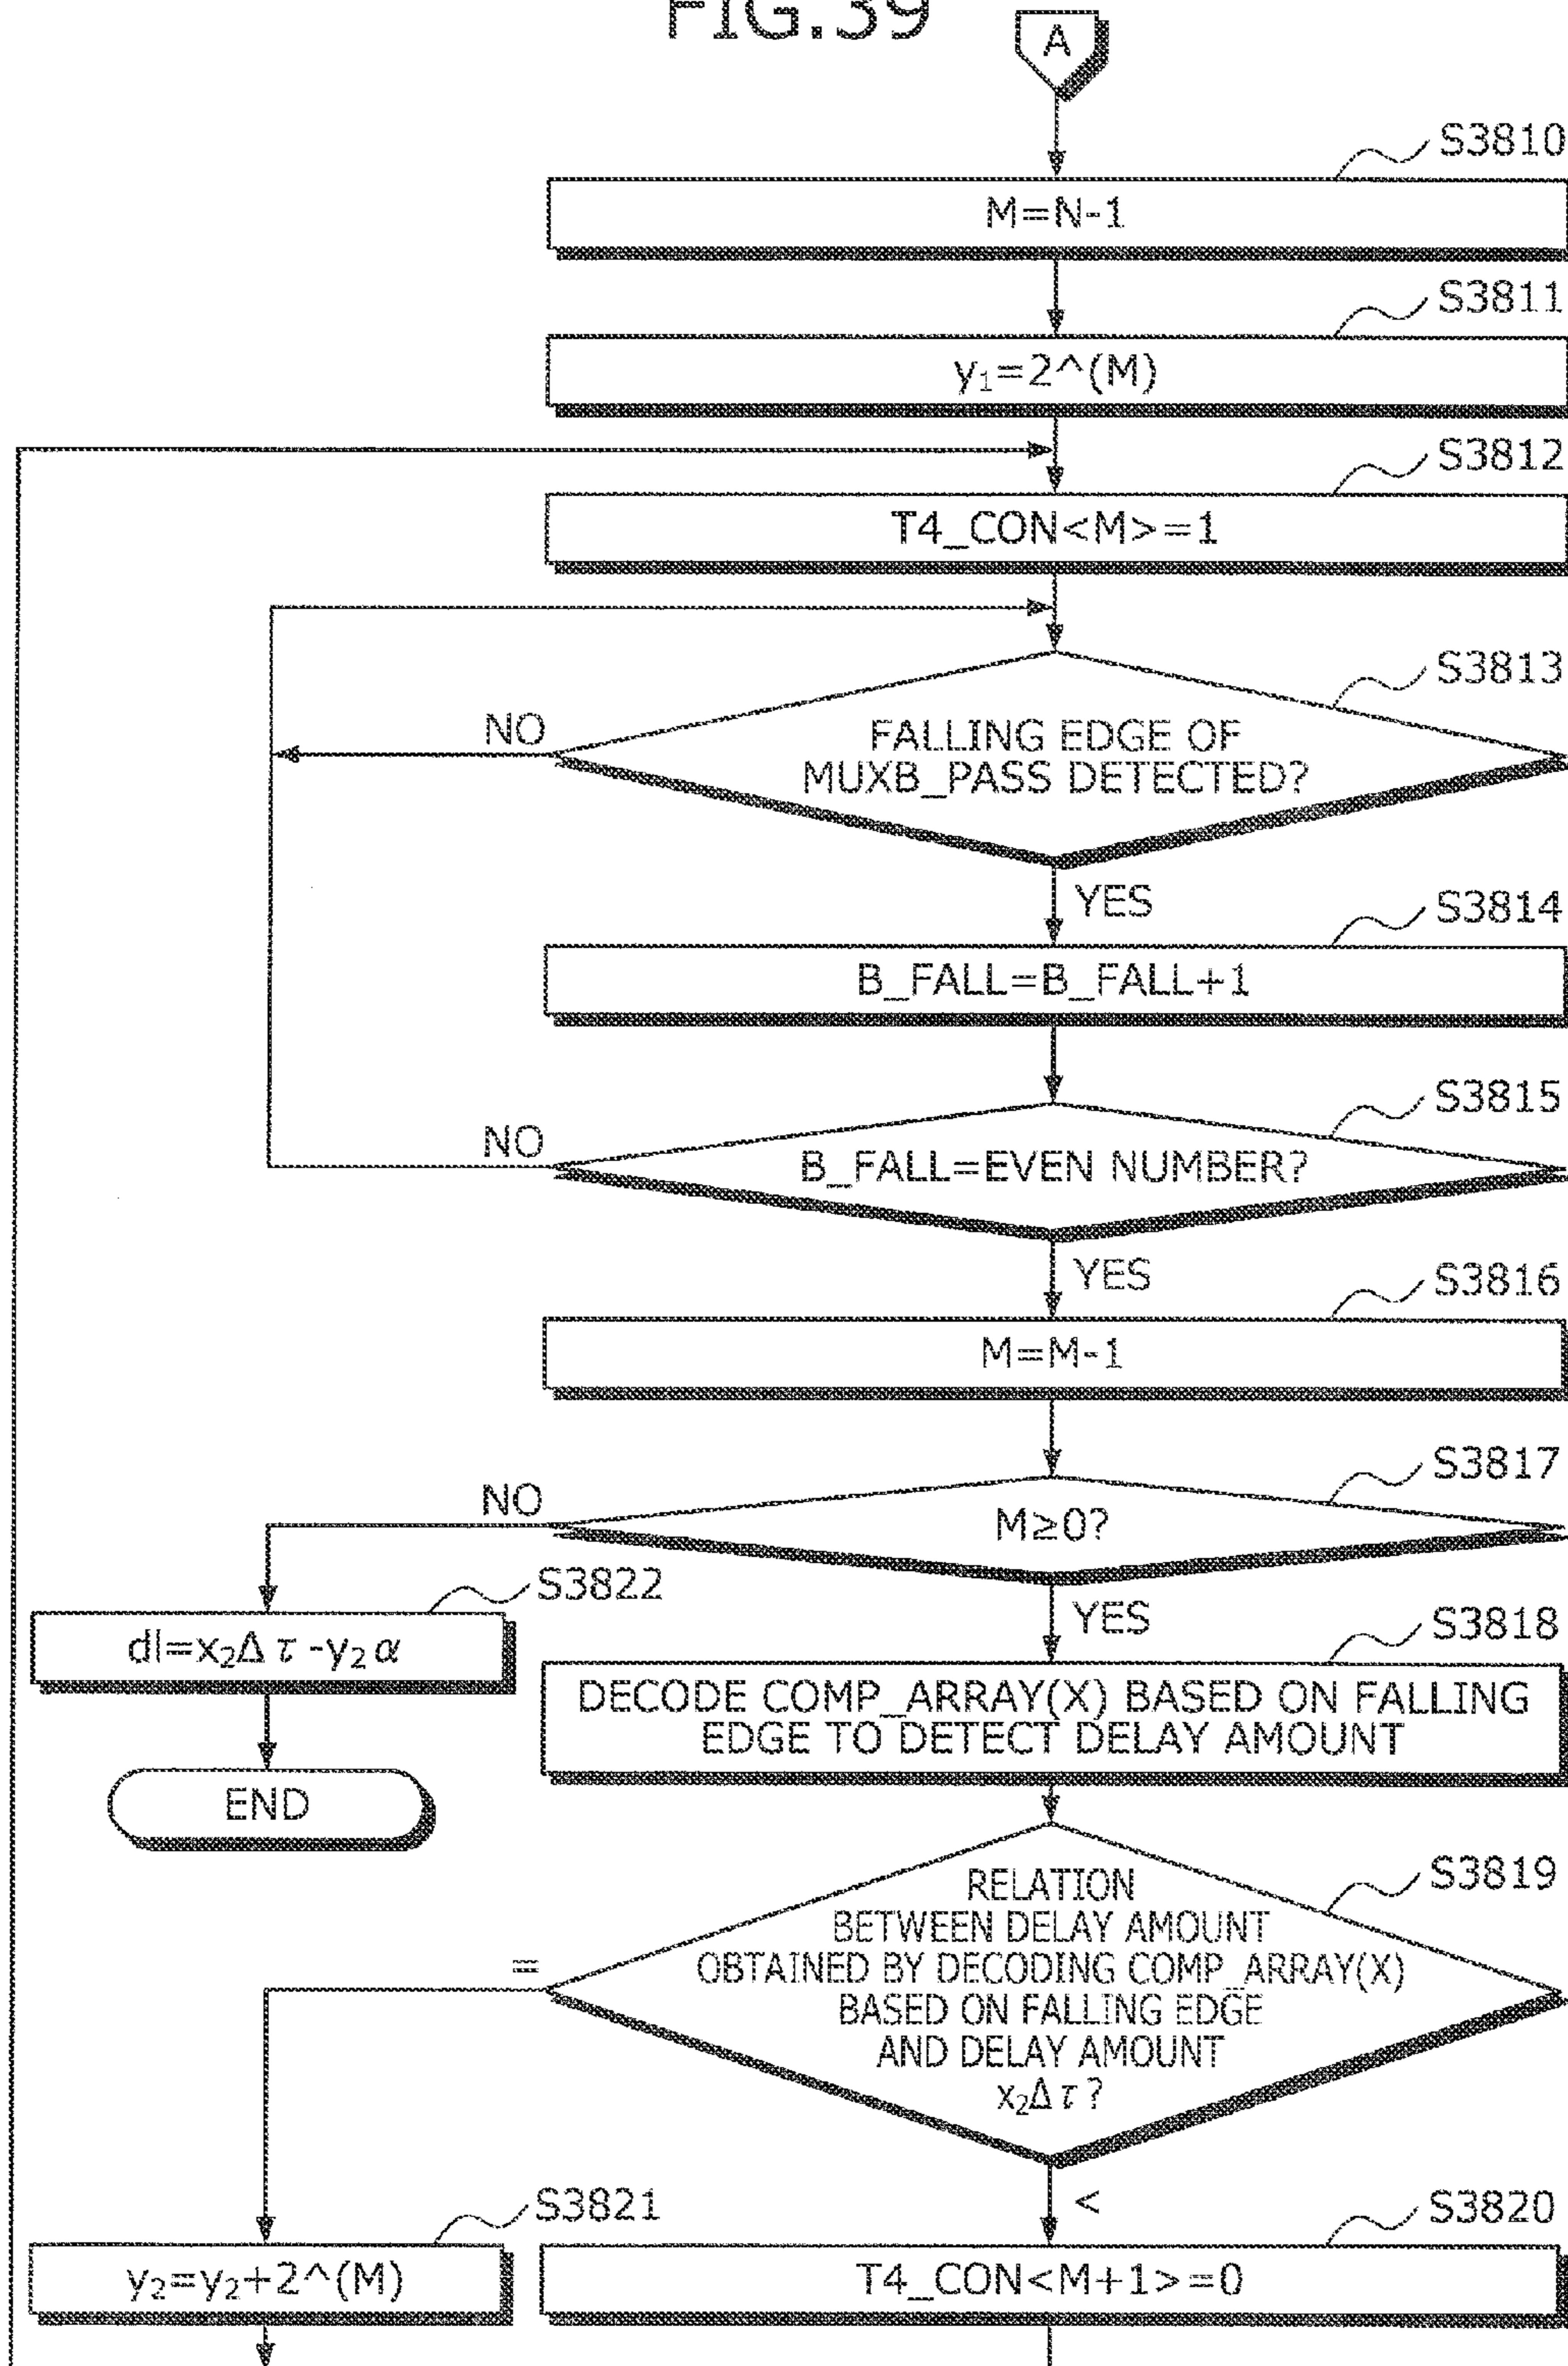 FIG.39
A
S3810
M=N-1
S3811
y₁=2^(M)
S3812
T4_CON<M>=1
S3813
NO
FALLING EDGE OF
MUXB_PASS DETECTED?
YES
S3814
B_FALL=B_FALL+1
S3815
NO
B_FALL=EVEN NUMBER?
YES
S3816
M=M-1
S3817
NO
M≥0?
YES
S3822
dl=x₂Δτ-y₂α
END
S3818
DECODE COMP_ARRAY(X) BASED ON FALLING
EDGE TO DETECT DELAY AMOUNT
S3819
=
RELATION
BETWEEN DELAY AMOUNT
OBTAINED BY DECODING COMP_ARRAY(X)
BASED ON FALLING EDGE
AND DELAY AMOUNT
x₂Δτ?
<
S3821
y₂=y₂+2^(M)
S3820
T4_CON<M+1>=0